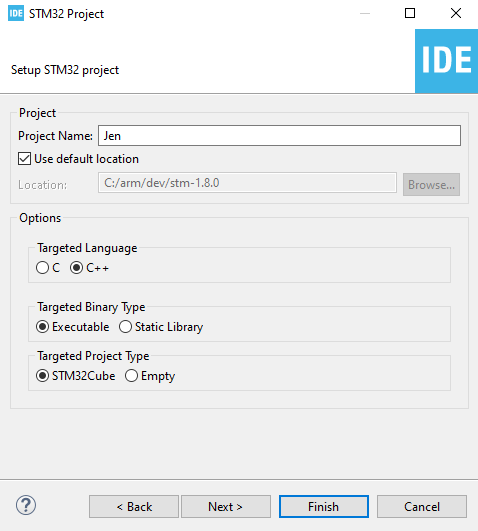 IDE STM32 Project
Setup STM32 project
IDE
Project
Project Name: Jen
Use default location
Location: C:/arm/dev/stm-1.8.0 Browse...
Options
Targeted Language
C C++
Targeted Binary Type
Executable Static Library
Targeted Project Type
STM32Cube Empty
? < Back Next > Finish Cancel